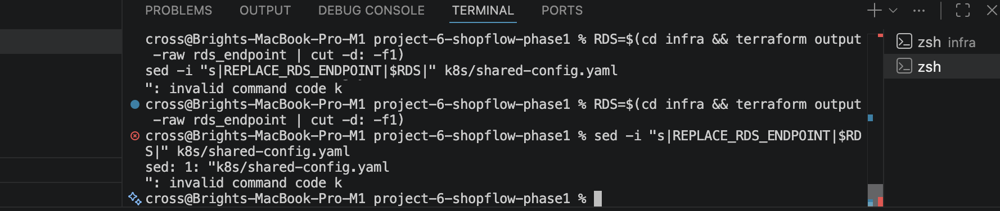 PROBLEMS OUTPUT DEBUG CONSOLE TERMINAL PORTS
cross@Brights-MacBook-Pro-M1 project-6-shopflow-phase1 % RDS=$(cd infra && terraform output
-raw rds_endpoint | cut -d: -f1)
sed -i "s|REPLACE_RDS_ENDPOINT|$RDS|" k8s/shared-config.yaml
": invalid command code k
cross@Brights-MacBook-Pro-M1 project-6-shopflow-phase1 % RDS=$(cd infra && terraform output
-raw rds_endpoint | cut -d: -f1)
cross@Brights-MacBook-Pro-M1 project-6-shopflow-phase1 % sed -i "s|REPLACE_RDS_ENDPOINT|$RD
S|" k8s/shared-config.yaml
sed: 1: "k8s/shared-config.yaml
": invalid command code k
cross@Brights-MacBook-Pro-M1 project-6-shopflow-phase1 %
zsh infra
zsh